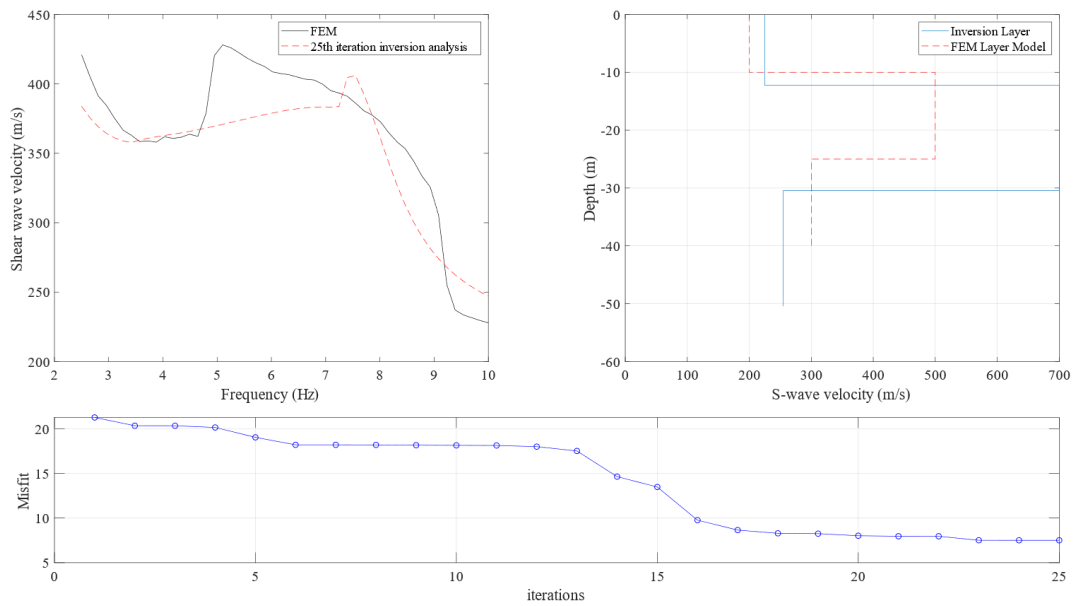 450
400
350
300
250
200
Shear wave velocity (m/s)
FEM
25th iteration inversion analysis
2 3 4 5 6 7 8 9 10
Frequency (Hz)
0
-10
-20
-30
-40
-50
-60
Depth (m)
Inversion Layer
FEM Layer Model
0 100 200 300 400 500 600 700
S-wave velocity (m/s)
20
15
10
5
Misfit
0 5 10 15 20 25
iterations